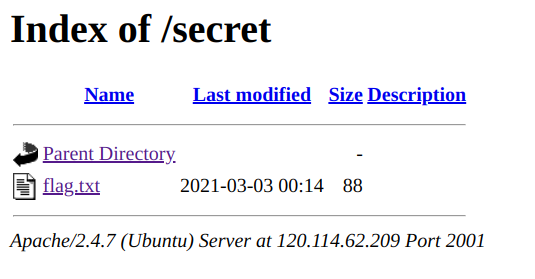 Index of /secret
Name Last modified Size Description
Parent Directory -
flag.txt 2021-03-03 00:14 88
Apache/2.4.7 (Ubuntu) Server at 120.114.62.209 Port 2001